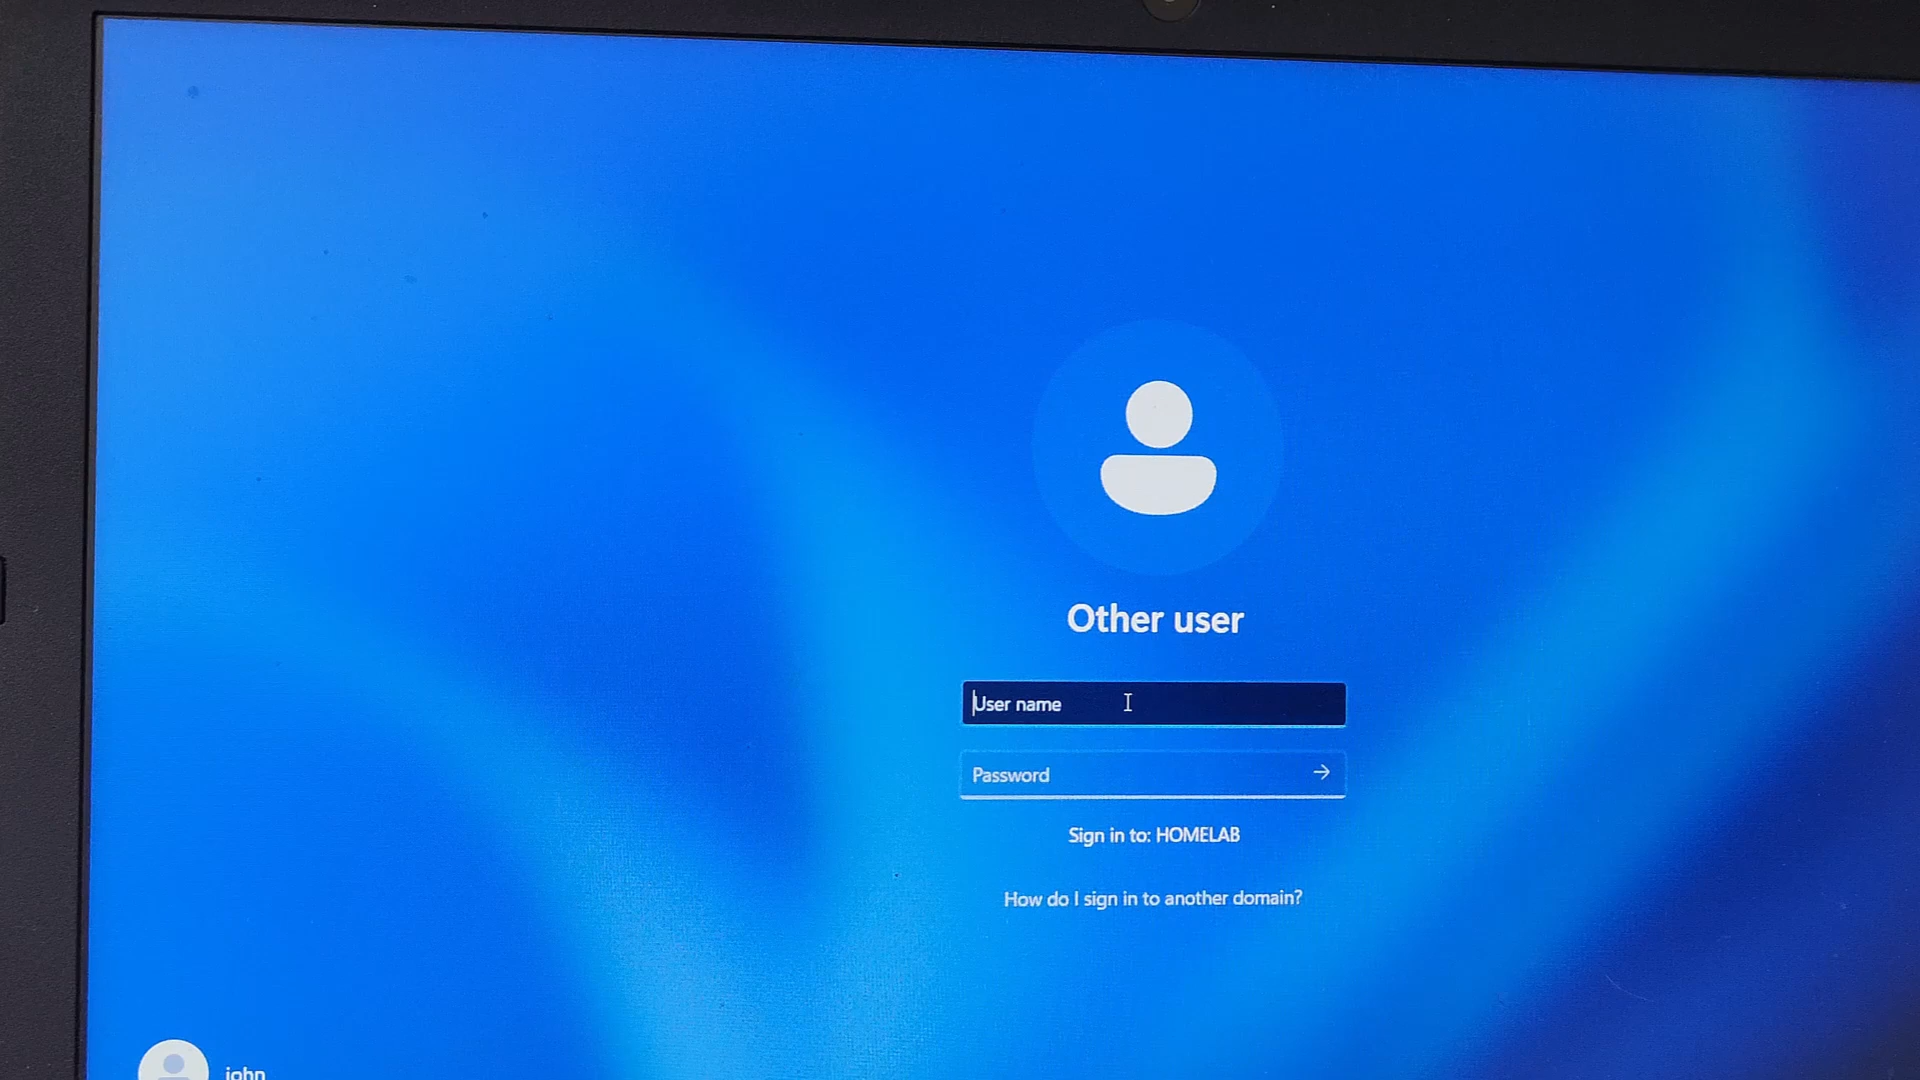 Other user
User name
Password
Sign in to: HOMELAB
How do I sign in to another domain?
john